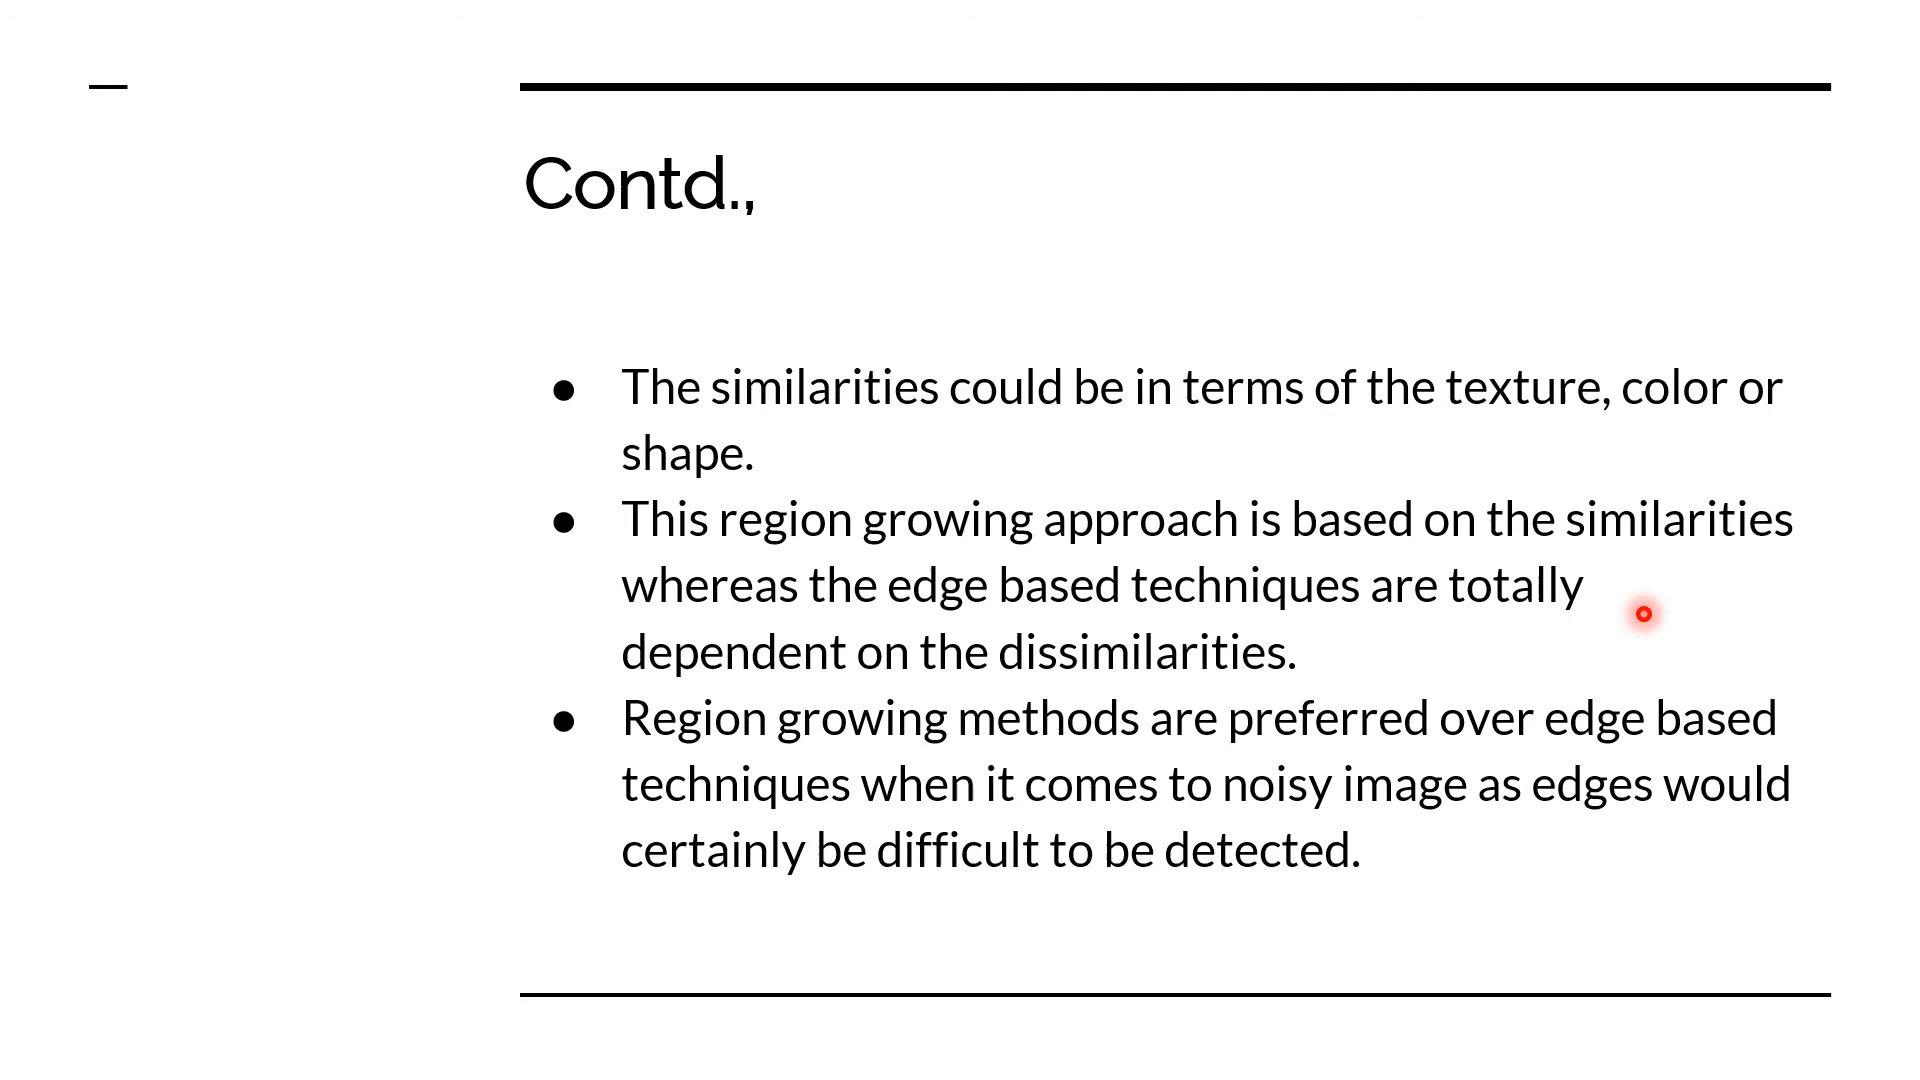 Contd.,
● The similarities could be in terms of the texture, color or
shape.
● This region growing approach is based on the similarities
whereas the edge based techniques are totally
dependent on the dissimilarities.
● Region growing methods are preferred over edge based
techniques when it comes to noisy image as edges would
certainly be difficult to be detected.